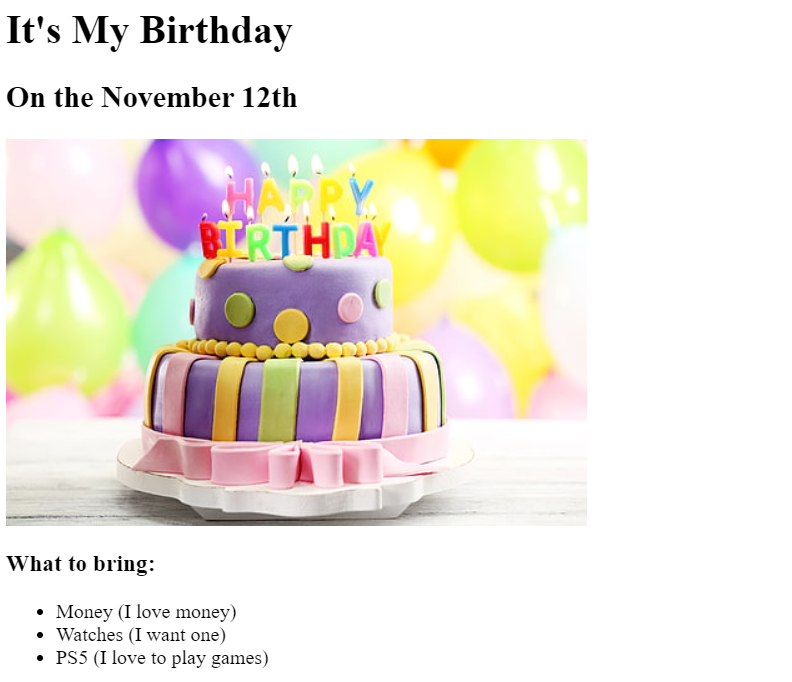 It's My Birthday
On the November 12th
HAPPY
BIRTHDAY
What to bring:
Money (I love money)
Watches (I want one)
PS5 (I love to play games)